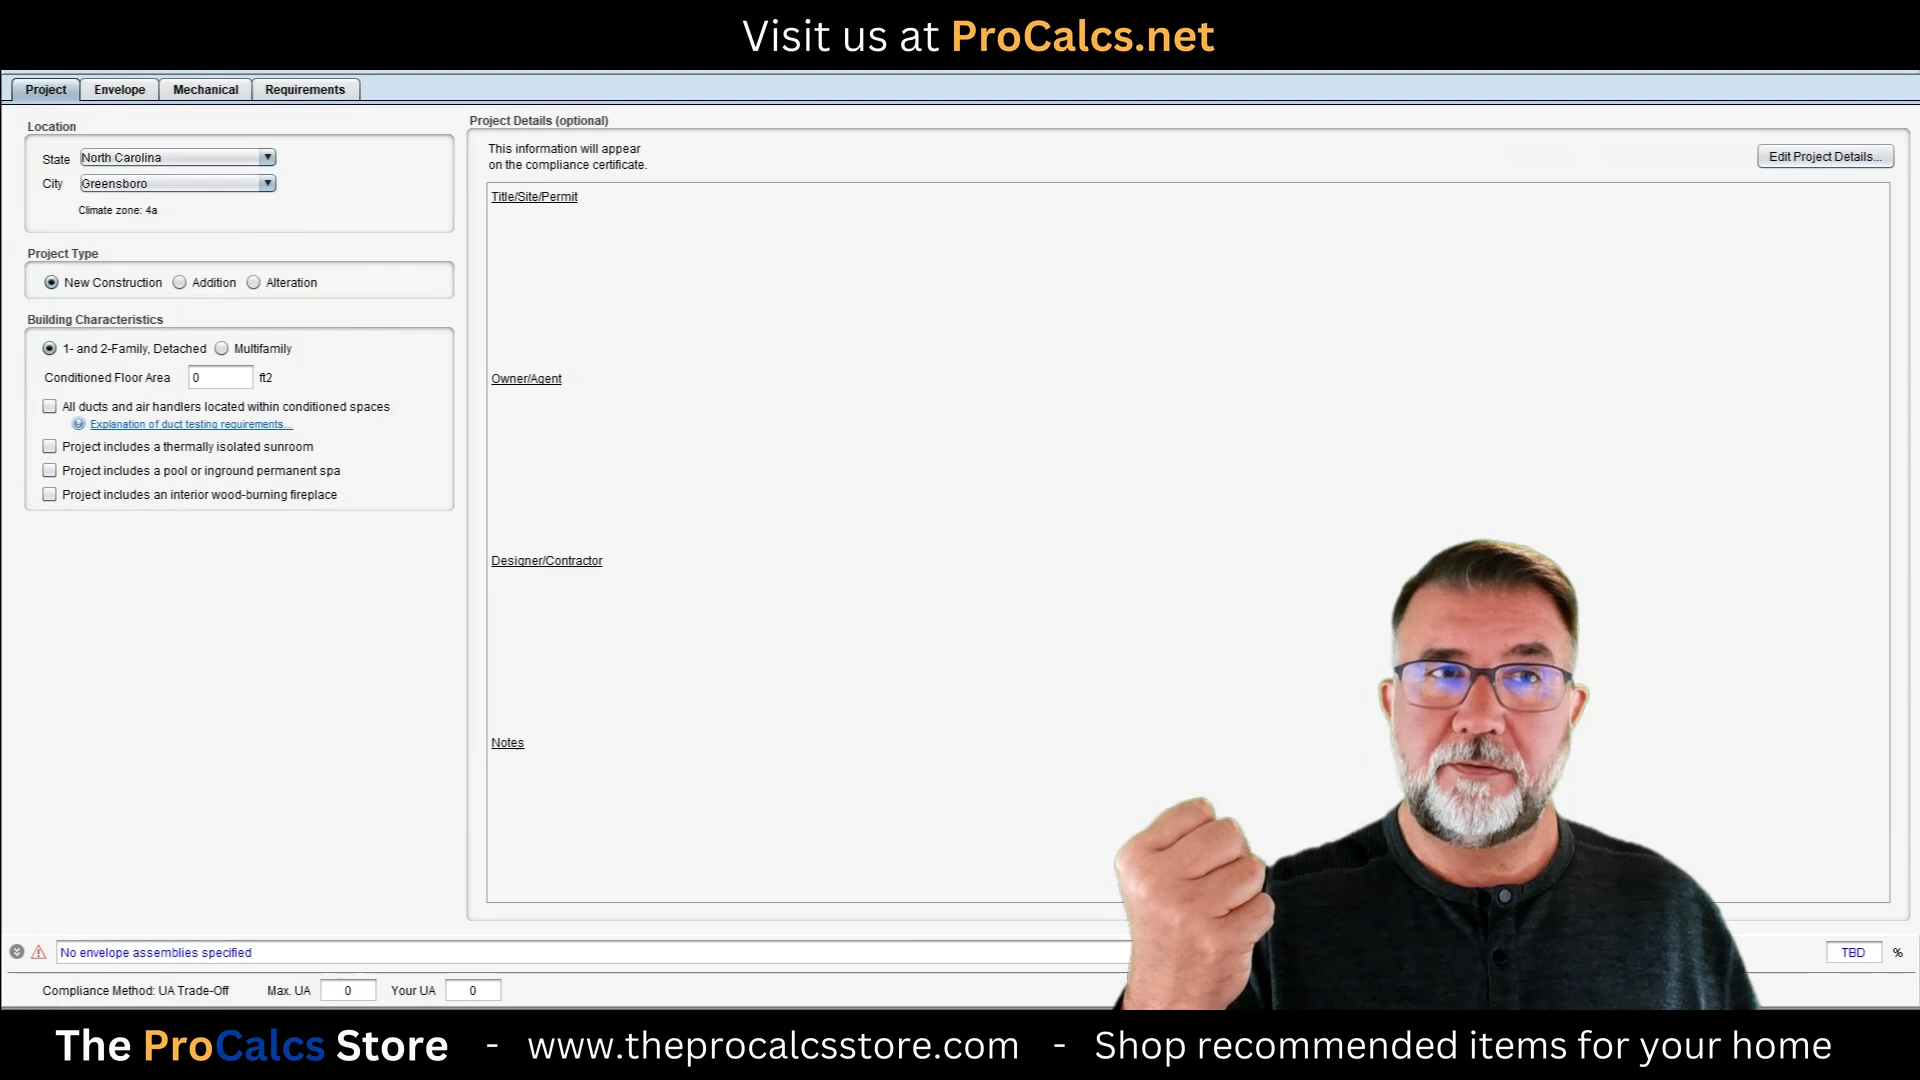 Visit us at ProCalcs.net
Project Envelope Mechanical Requirements
Location
State North Carolina
City Greensboro
Climate zone: 4a
Project Type
New Construction Addition Alteration
Building Characteristics
1- and 2-Family, Detached Multifamily
Conditioned Floor Area 0 ft2
All ducts and air handlers located within conditioned spaces
Explanation of duct testing requirements...
Project includes a thermally isolated sunroom
Project includes a pool or inground permanent spa
Project includes an interior wood-burning fireplace
Project Details (optional)
This information will appear
on the compliance certificate.
Edit Project Details...
Title/Site/Permit
Owner/Agent
Designer/Contractor
Notes
No envelope assemblies specified
TBD %
Compliance Method: UA Trade-Off Max. UA 0 Your UA 0
The ProCalcs Store - www.theprocalcsstore.com - Shop recommended items for your home